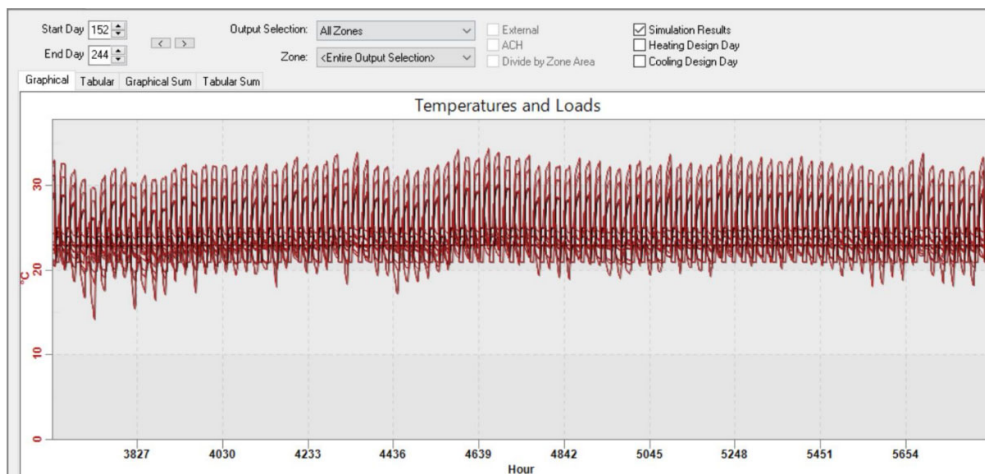 Start Day 152 Output Selection: All Zones External Simulation Results
ACH Heating Design Day
End Day 244 < > Zone: <Entire Output Selection> Divide by Zone Area Cooling Design Day
Graphical Tabular Graphical Sum Tabular Sum
Temperatures and Loads
30
20
°C
10
0
3827 4030 4233 4436 4639 4842 5045 5248 5451 5654
Hour